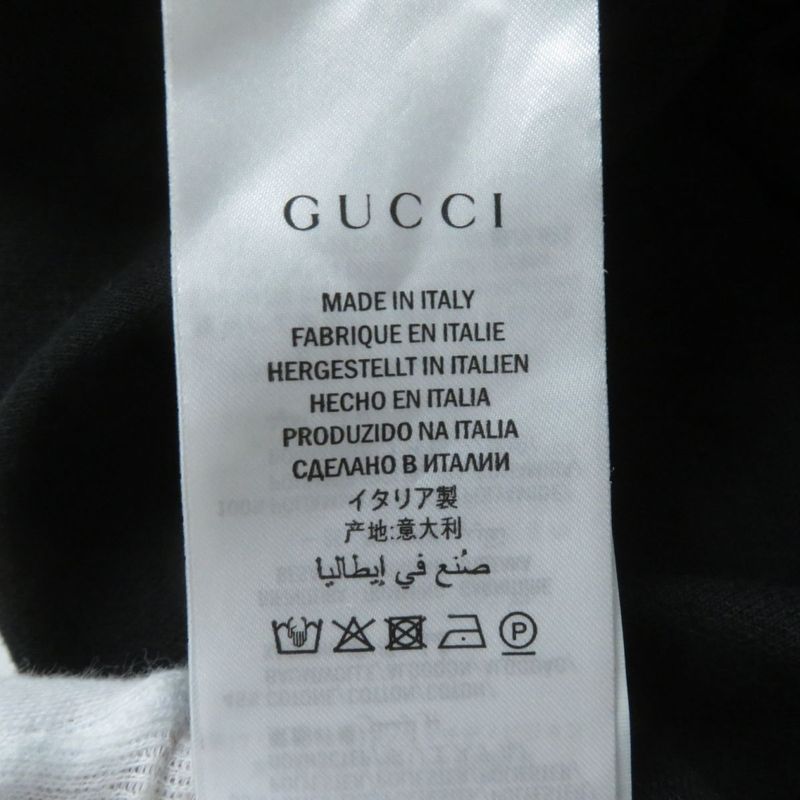 GUCCI
MADE IN ITALY
FABRIQUE EN ITALIE
HERGESTELLT IN ITALIEN
HECHO EN ITALIA
PRODUZIDO NA ITALIA
СДЕЛАНО В ИТАЛИИ
イタリア製
产地:意大利
صُنع في إيطاليا
P